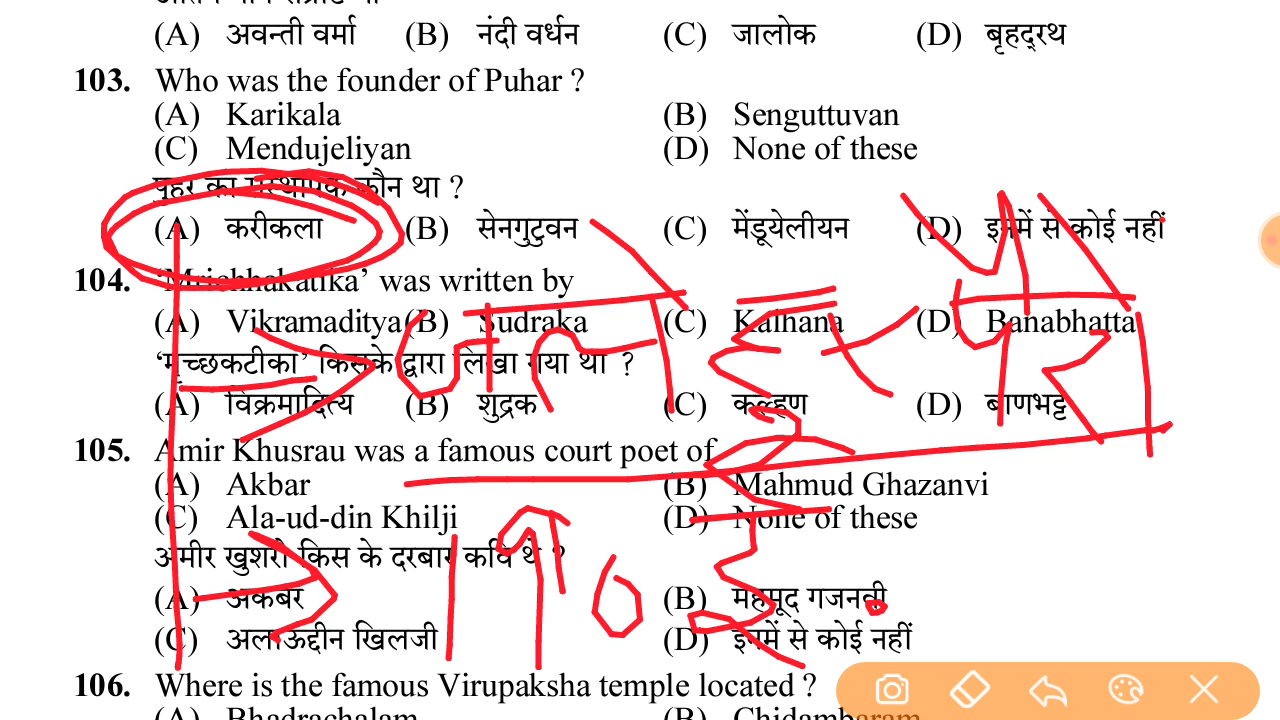 (A) अवन्ती वर्मा (B) नंदी वर्धन (C) जालोक (D) बृहद्रथ
103. Who was the founder of Puhar ?
(A) Karikala (B) Senguttuvan
(C) Mendujeliyan (D) None of these
पुहर का संस्थापक कौन था ?
(A) करीकला (B) सेनगुटुवन (C) मेंडूयेलीयन (D) इनमें से कोई नहीं
104. ‘Mrichhakatika’ was written by
(A) Vikramaditya (B) Sudraka (C) Kalhana (D) Banabhatta
‘मृच्छकटीका’ किसके द्वारा लिखा गया था ?
(A) विक्रमादित्य (B) शुद्रक (C) कल्हण (D) बाणभट्ट
105. Amir Khusrau was a famous court poet of
(A) Akbar (B) Mahmud Ghazanvi
(C) Ala-ud-din Khilji (D) None of these
अमीर खुशरो किस के दरबारी कवि थे ?
(A) अकबर (B) महमूद गजनवी
(C) अलाऊद्दीन खिलजी (D) इनमें से कोई नहीं
106. Where is the famous Virupaksha temple located ?
(A) Bhadrachalam (B) Chidambaram